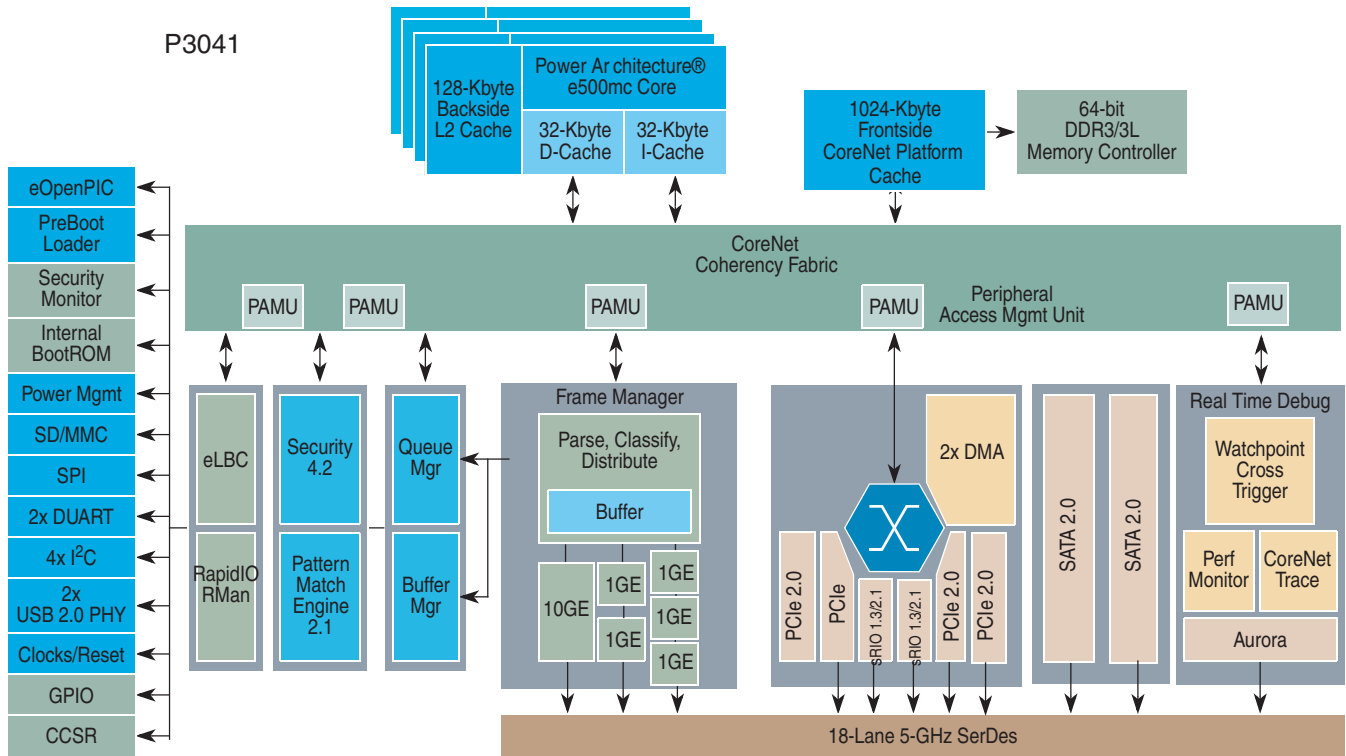 P3041
128-Kbyte
Backside
L2 Cache
Power Ar chitecture®
e500mc Core
32-Kbyte
D-Cache
32-Kbyte
I-Cache
1024-Kbyte
Frontside
CoreNet Platform
Cache
64-bit
DDR3/3L
Memory Controller
eOpenPIC
PreBoot
Loader
Security
Monitor
Internal
BootROM
Power Mgmt
SD/MMC
SPI
2x DUART
4x I²C
2x
USB 2.0 PHY
Clocks/Reset
GPIO
CCSR
CoreNet
Coherency Fabric
PAMU
PAMU
PAMU
PAMU
Peripheral
Access Mgmt Unit
PAMU
eLBC
RapidIO
RMan
Security
4.2
Pattern
Match
Engine
2.1
Queue
Mgr
Buffer
Mgr
Frame Manager
Parse, Classify,
Distribute
Buffer
10GE
1GE
1GE
1GE
1GE
1GE
2x DMA
PCIe 2.0
PCIe
sRIO 1.3/2.1
sRIO 1.3/2.1
PCIe 2.0
PCIe 2.0
SATA 2.0
SATA 2.0
Real Time Debug
Watchpoint
Cross
Trigger
Perf
Monitor
CoreNet
Trace
Aurora
18-Lane 5-GHz SerDes